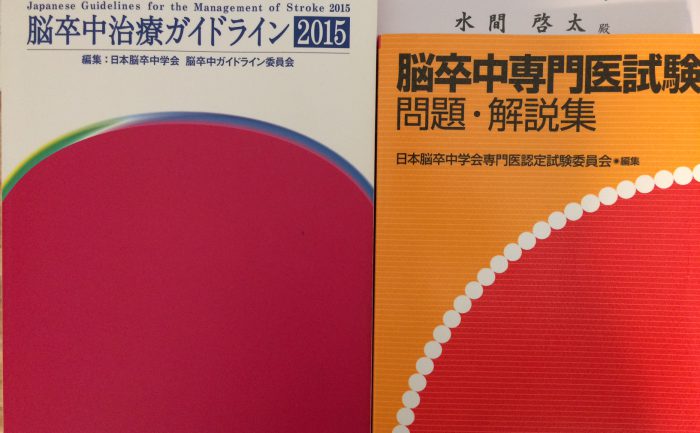 Japanese Guidelines for the Management of Stroke 2015
脳卒中治療ガイドライン 2015
編集：日本脳卒中学会 脳卒中ガイドライン委員会
水間 啓太 殿
脳卒中専門医試験
問題・解説集
日本脳卒中学会専門医認定試験委員会●編集